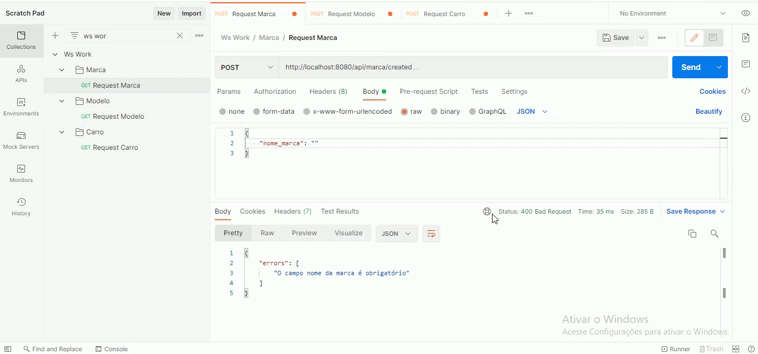 Scratch Pad New Import POST Request Marca POST Request Modelo POST Request Carro No Environment
Collections
APIs
Environments
Mock Servers
Monitors
History
ws wor
Ws Work
Marca
GET Request Marca
Modelo
GET Request Modelo
Carro
GET Request Carro
Ws Work / Marca / Request Marca Save
POST http://localhost:8080/api/marca/created... Send
Params Authorization Headers (8) Body Pre-request Script Tests Settings Cookies
none form-data x-www-form-urlencoded raw binary GraphQL JSON Beautify
1 {
2 "nome_marca": ""
3 }
Body Cookies Headers (7) Test Results Status: 400 Bad Request Time: 35 ms Size: 285 B Save Response
Pretty Raw Preview Visualize JSON
1 {
2 "errors": [
3 "O campo nome da marca é obrigatório"
4 ]
5 }
Ativar o Windows
Acesse Configurações para ativar o Windows.
Find and Replace Console Runner Trash